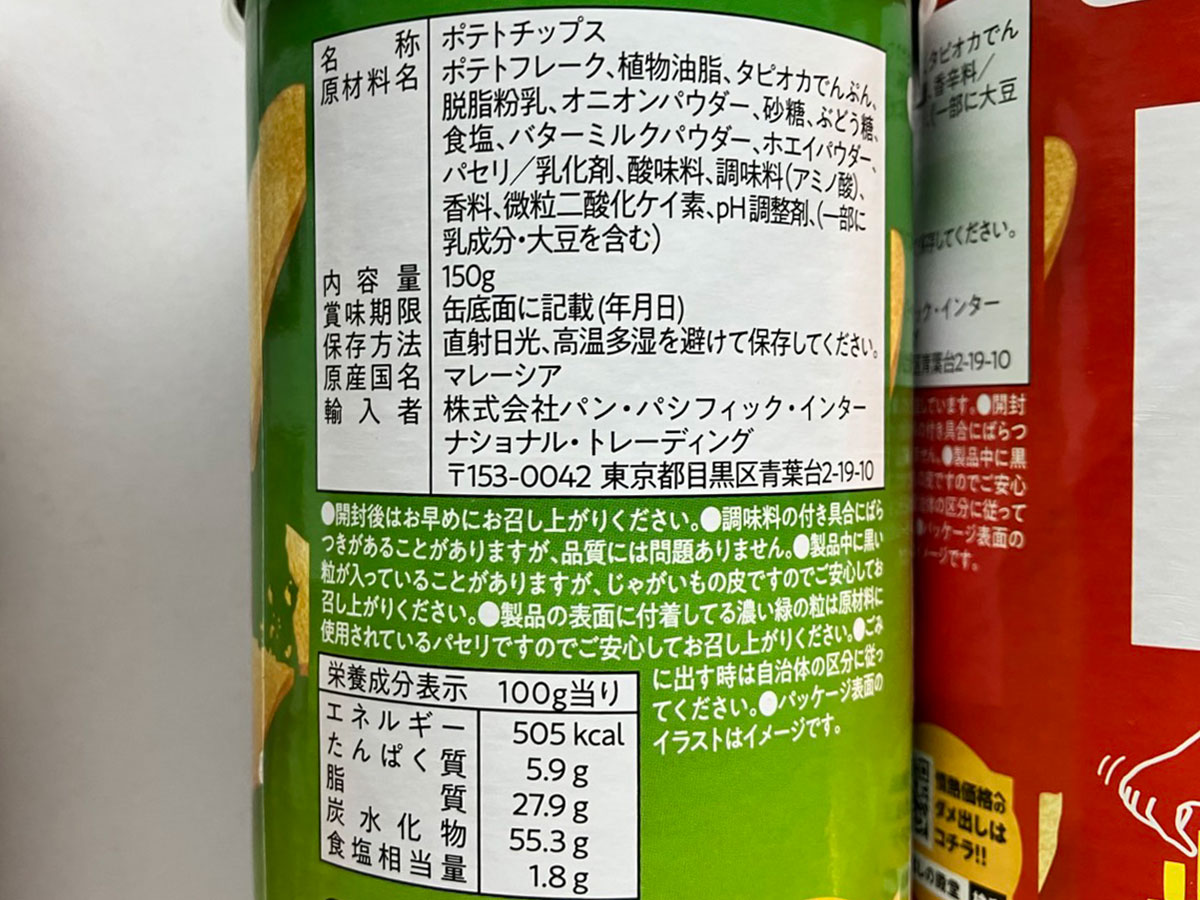 名称 ポテトチップス
原材料名 ポテトフレーク、植物油脂、タピオカでんぷん、
脱脂粉乳、オニオンパウダー、砂糖、ぶどう糖、
食塩、バターミルクパウダー、ホエイパウダー、
パセリ／乳化剤、酸味料、調味料(アミノ酸)、
香料、微粒二酸化ケイ素、pH調整剤、(一部に
乳成分・大豆を含む)
内容量 150g
賞味期限 缶底面に記載(年月日)
保存方法 直射日光、高温多湿を避けて保存してください。
原産国名 マレーシア
輸入者 株式会社パン・パシフィック・インター
ナショナル・トレーディング
〒153-0042 東京都目黒区青葉台2-19-10
●開封後はお早めにお召し上がりください。●調味料の付き具合にばら
つきがあることがありますが、品質には問題ありません。●製品中に黒い
粒が入っていることがありますが、じゃがいもの皮ですのでご安心してお
召し上がりください。●製品の表面に付着してる濃い緑の粒は原材料に
使用されているパセリですのでご安心してお召し上がりください。●ごみ
に出す時は自治体の区分に従っ
てください。●パッケージ表面の
イラストはイメージです。
栄養成分表示 100g当り
エネルギー 505 kcal
たんぱく質 5.9 g
脂質 27.9 g
炭水化物 55.3 g
食塩相当量 1.8 g
タピオカでん
香辛料／
(一部に大豆
してください。
ク・インター
青葉台2-19-10
しています。●開封
付き具合にばらつ
せん。●製品中に黒
皮ですのでご安心
の区分に従って
●パッケージ表面の
メージです。
情熱価格の
ダメ出しは
コチラ!!
しの殿堂